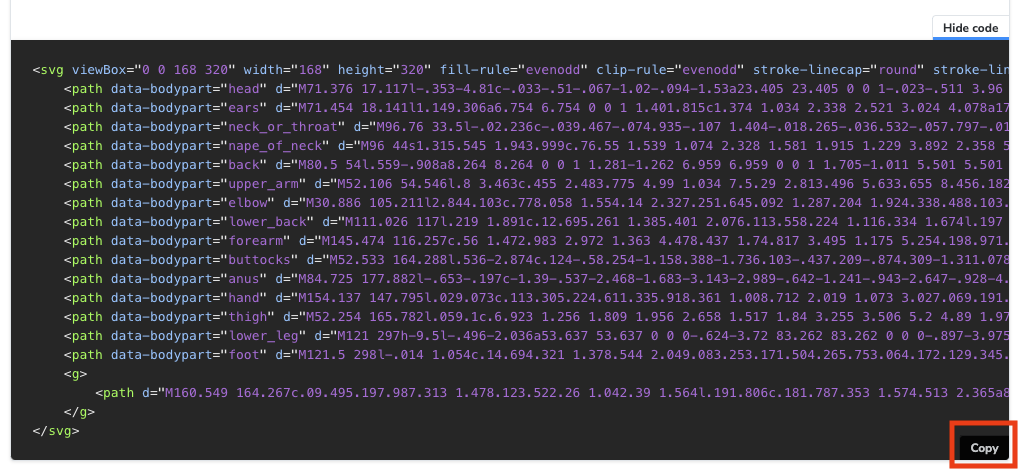 Hide code
<svg viewBox="0 0 168 320" width="168" height="320" fill-rule="evenodd" clip-rule="evenodd" stroke-linecap="round" stroke-lin
<path data-bodypart="head" d="M71.376 17.117l-.353-4.81c-.033-.51-.067-1.02-.094-1.53a23.405 23.405 0 0 1-.023-.511 3.96
<path data-bodypart="ears" d="M71.454 18.141l1.149.306a6.754 6.754 0 0 1 1.401.815c1.374 1.034 2.338 2.521 3.024 4.078a17
<path data-bodypart="neck_or_throat" d="M96.76 33.5l-.02.236c-.039.467-.074.935-.107 1.404-.018.265-.036.532-.057.797-.01
<path data-bodypart="nape_of_neck" d="M96 44s1.315.545 1.943.999c.76.55 1.539 1.074 2.328 1.581 1.915 1.229 3.892 2.358 5
<path data-bodypart="back" d="M80.5 54l.559-.908a8.264 8.264 0 0 1 1.281-1.262 6.959 6.959 0 0 1 1.705-1.011 5.501 5.501
<path data-bodypart="upper_arm" d="M52.106 54.546l.8 3.463c.455 2.483.775 4.99 1.034 7.5.29 2.813.496 5.633.655 8.456.182
<path data-bodypart="elbow" d="M30.886 105.211l2.844.103c.778.058 1.554.14 2.327.251.645.092 1.287.204 1.924.338.488.103.
<path data-bodypart="lower_back" d="M111.026 117l.219 1.891c.12.695.261 1.385.401 2.076.113.558.224 1.116.334 1.674l.197
<path data-bodypart="forearm" d="M145.474 116.257c.56 1.472.983 2.972 1.363 4.478.437 1.74.817 3.495 1.175 5.254.198.971.
<path data-bodypart="buttocks" d="M52.533 164.288l.536-2.874c.124-.58.254-1.158.388-1.736.103-.437.209-.874.309-1.311.078
<path data-bodypart="anus" d="M84.725 177.882l-.653-.197c-1.39-.537-2.468-1.683-3.143-2.989-.642-1.241-.943-2.647-.928-4.
<path data-bodypart="hand" d="M154.137 147.795l.029.073c.113.305.224.611.335.918.361 1.008.712 2.019 1.073 3.027.069.191.
<path data-bodypart="thigh" d="M52.254 165.782l.059.1c.6.923 1.256 1.809 1.956 2.658 1.517 1.84 3.255 3.506 5.2 4.89 1.97
<path data-bodypart="lower_leg" d="M121 297h-9.5l-.496-2.036a53.637 53.637 0 0 0-.624-3.72 83.262 83.262 0 0 0-.897-3.975
<path data-bodypart="foot" d="M121.5 298l-.014 1.054c.14.694.321 1.378.544 2.049.083.253.171.504.265.753.064.172.129.345.
<g>
<path d="M160.549 164.267c.09.495.197.987.313 1.478.123.522.26 1.042.39 1.564l.191.806c.181.787.353 1.574.513 2.365a8
</g>
</svg>
Copy